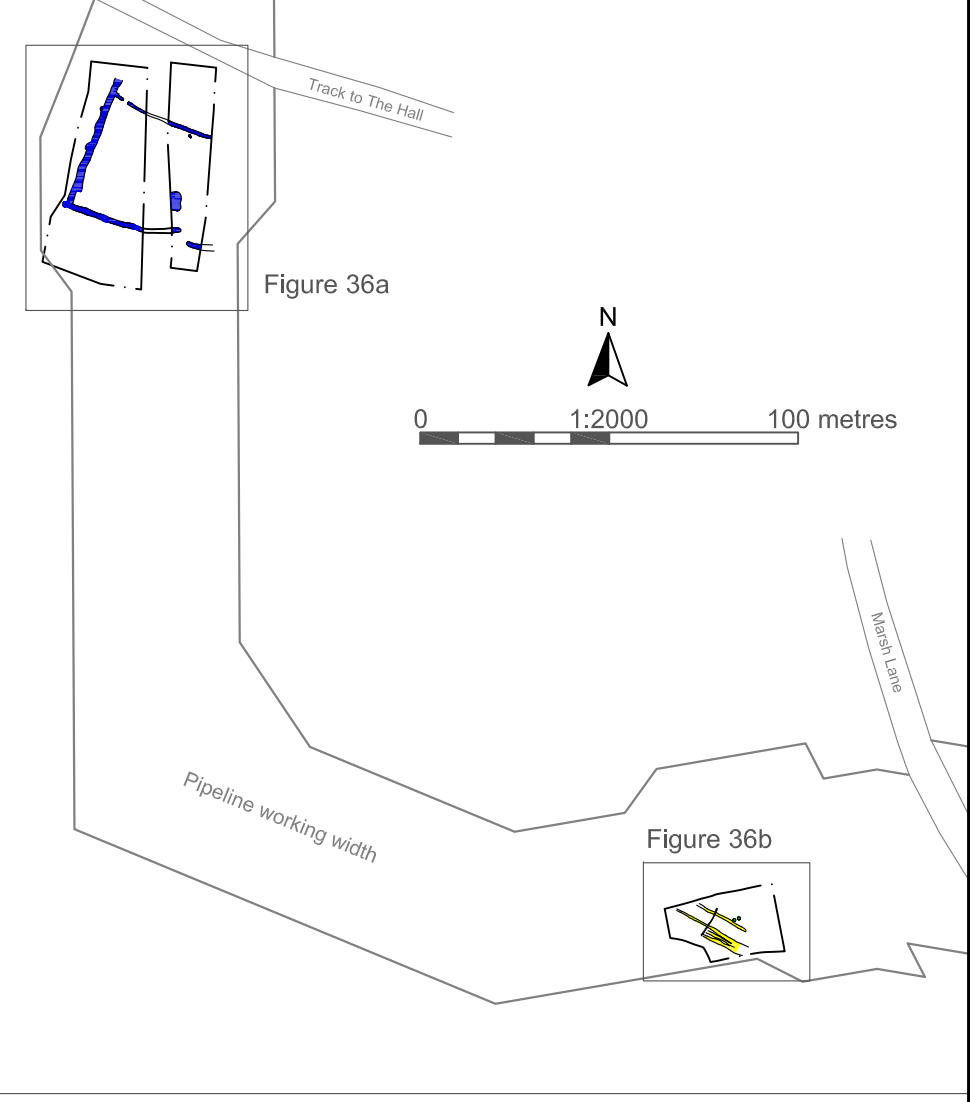 Track to The Hall
Figure 36a
N
0 1:2000 100 metres
Marsh Lane
Pipeline working width
Figure 36b